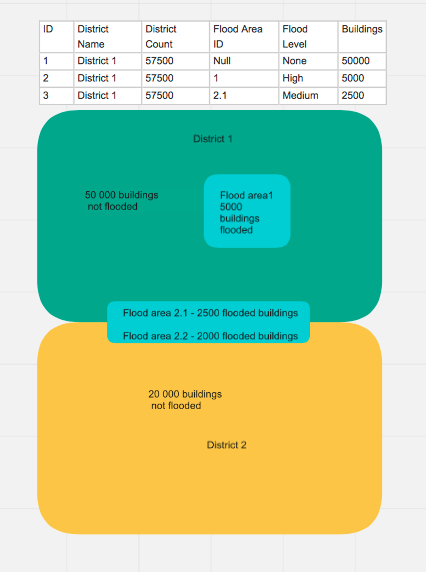 ID District Name District Count Flood Area ID Flood Level Buildings
1 District 1 57500 Null None 50000
2 District 1 57500 1 High 5000
3 District 1 57500 2.1 Medium 2500
District 1
50 000 buildings
not flooded
Flood area1
5000
buildings
flooded
Flood area 2.1 - 2500 flooded buildings
Flood area 2.2 - 2000 flooded buildings
20 000 buildings
not flooded
District 2